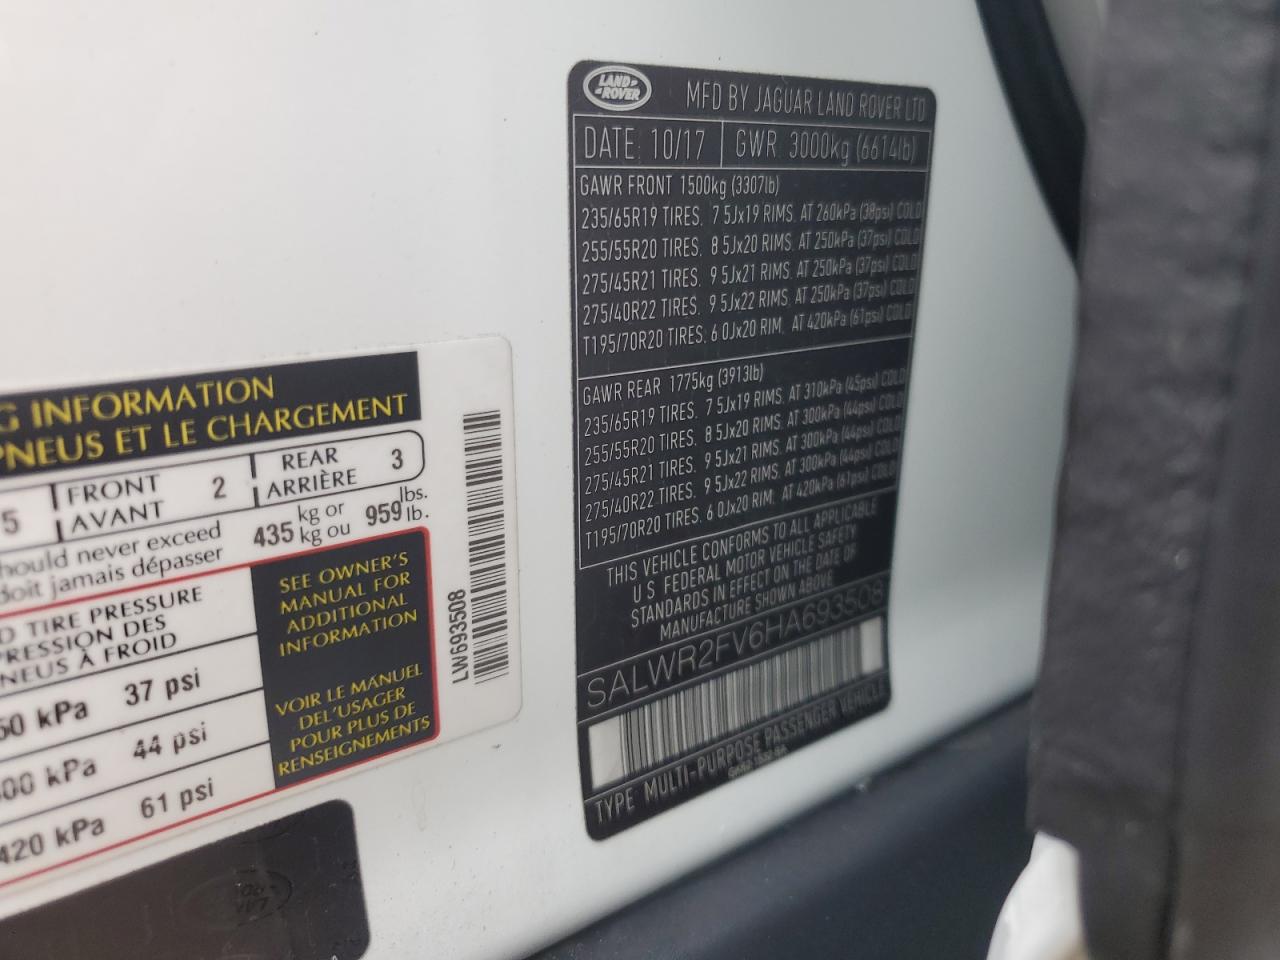 G INFORMATION
PNEUS ET LE CHARGEMENT
5 FRONT AVANT 2 REAR ARRIÈRE 3
hould never exceed
doit jamais dépasser
435 kg or kg ou 959 lbs. lb.
D TIRE PRESSURE
RESSION DES
NEUS À FROID
50 kPa 37 psi
00 kPa 44 psi
420 kPa 61 psi
SEE OWNER'S
MANUAL FOR
ADDITIONAL
INFORMATION
VOIR LE MANUEL
DEL'USAGER
POUR PLUS DE
RENSEIGNEMENTS
LW693508
LAND ROVER
MFD BY JAGUAR LAND ROVER LTD
DATE: 10/17 GWR 3000kg (6614lb)
GAWR FRONT 1500kg (3307lb)
235/65R19 TIRES. 7 5Jx19 RIMS. AT 260kPa (38psi) COLD
255/55R20 TIRES. 8 5Jx20 RIMS. AT 250kPa (37psi) COLD
275/45R21 TIRES. 9 5Jx21 RIMS. AT 250kPa (37psi) COLD
275/40R22 TIRES. 9 5Jx22 RIMS. AT 250kPa (37psi) COLD
T195/70R20 TIRES: 6 0Jx20 RIM, AT 420kPa (61psi) COLD
GAWR REAR 1775kg (3913lb)
235/65R19 TIRES. 7 5Jx19 RIMS. AT 310kPa (45psi) COLD
255/55R20 TIRES. 8 5Jx20 RIMS. AT 300kPa (44psi) COLD
275/45R21 TIRES. 9 5Jx21 RIMS. AT 300kPa (44psi) COLD
275/40R22 TIRES. 9 5Jx22 RIMS. AT 300kPa (44psi) COLD
T195/70R20 TIRES. 6 0Jx20 RIM, AT 420kPa (61psi) COLD
THIS VEHICLE CONFORMS TO ALL APPLICABLE
U S FEDERAL MOTOR VEHICLE SAFETY
STANDARDS IN EFFECT ON THE DATE OF
MANUFACTURE SHOWN ABOVE
SALWR2FV6HA693508
TYPE MULTI-PURPOSE PASSENGER VEHICLE